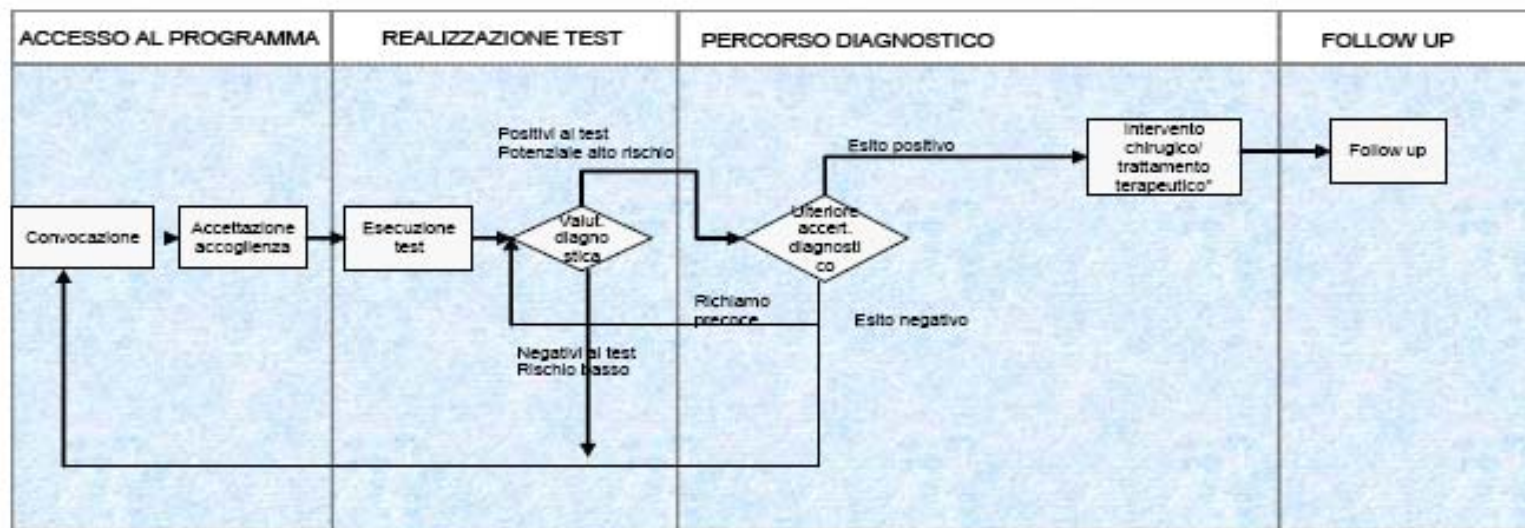 ACCESSO AL PROGRAMMA
REALIZZAZIONE TEST
PERCORSO DIAGNOSTICO
FOLLOW UP
Convocazione
Accettazione
accoglienza
Esecuzione
test
Valut.
diagno
stica
Positivi al test
Potenziale alto rischio
Negativi al test
Rischio basso
Ulteriore
accert.
diagnosti
co
Richiamo
precoce
Esito positivo
Esito negativo
Intervento
chirugico/
trattamento
terapeutico*
Follow up